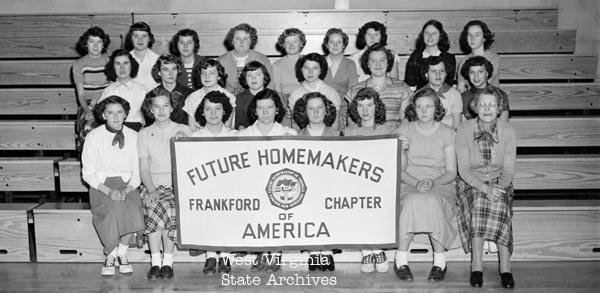 FUTURE HOMEMAKERS
FRANKFORD CHAPTER
OF
AMERICA
West Virginia
State Archives